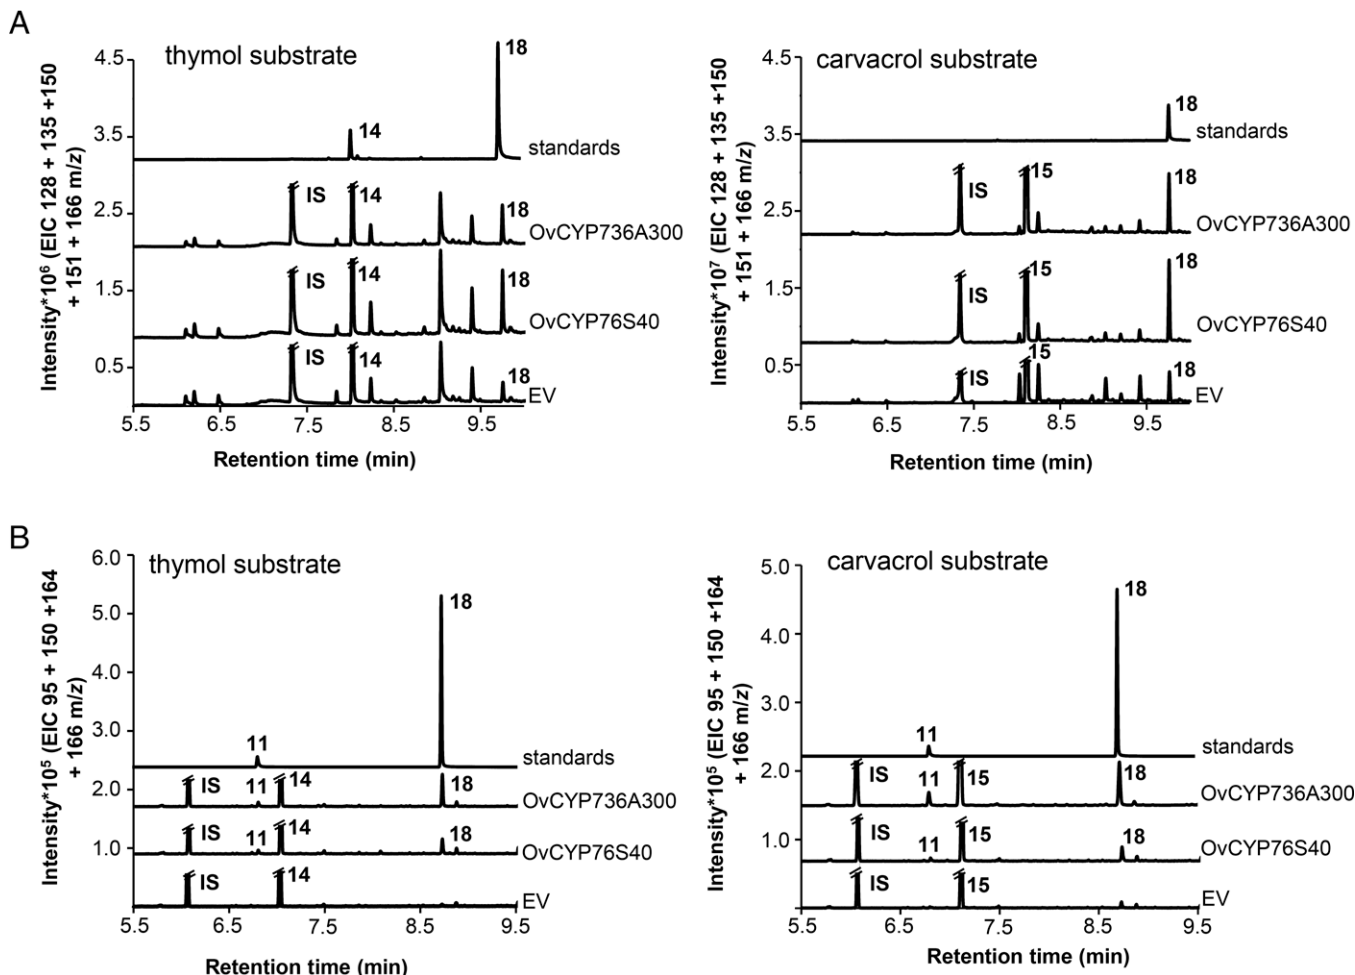 A
thymol substrate
Intensity*10⁶ (EIC 128 + 135 +150
+ 151 + 166 m/z)
4.5
3.5
2.5
1.5
0.5
18
14
standards
IS
14
18
OvCYP736A300
IS
14
18
OvCYP76S40
IS
14
18
EV
5.5 6.5 7.5 8.5 9.5
Retention time (min)
carvacrol substrate
Intensity*10⁷ (EIC 128 + 135 +150
+ 151 + 166 m/z)
4.5
3.5
2.5
1.5
0.5
18
standards
IS
15
18
OvCYP736A300
IS
15
18
OvCYP76S40
IS
15
18
EV
5.5 6.5 7.5 8.5 9.5
Retention time (min)
B
thymol substrate
Intensity*10⁵ (EIC 95 + 150 +164
+ 166 m/z)
6.0
5.0
4.0
3.0
2.0
1.0
18
11
standards
IS
11
14
18
OvCYP736A300
IS
11
14
18
OvCYP76S40
IS
14
EV
5.5 6.5 7.5 8.5 9.5
Retention time (min)
carvacrol substrate
Intensity*10⁵ (EIC 95 + 150 +164
+ 166 m/z)
5.0
4.0
3.0
2.0
1.0
18
11
standards
IS
11
15
18
OvCYP736A300
IS
11
15
18
OvCYP76S40
IS
15
EV
5.5 6.5 7.5 8.5 9.5
Retention time (min)